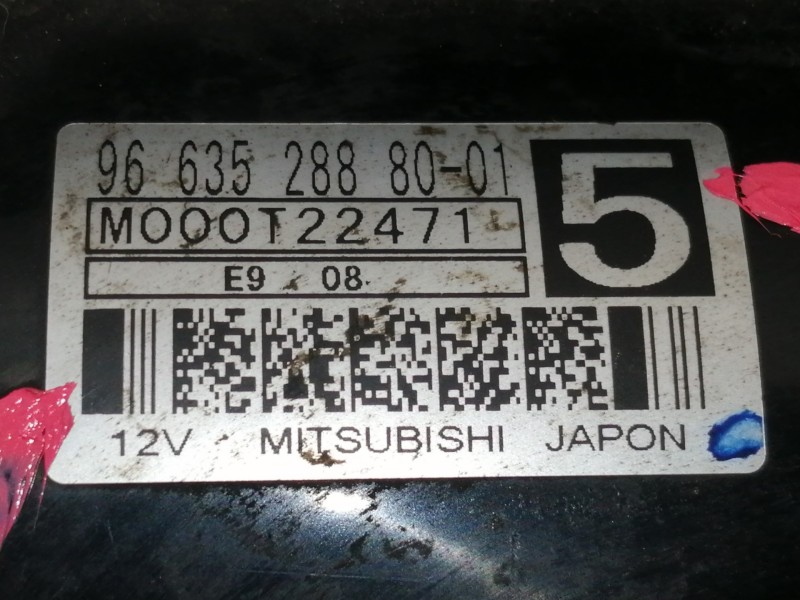 96 635 288 80-01
5
M000T22471
E9 08
12V MITSUBISHI JAPON